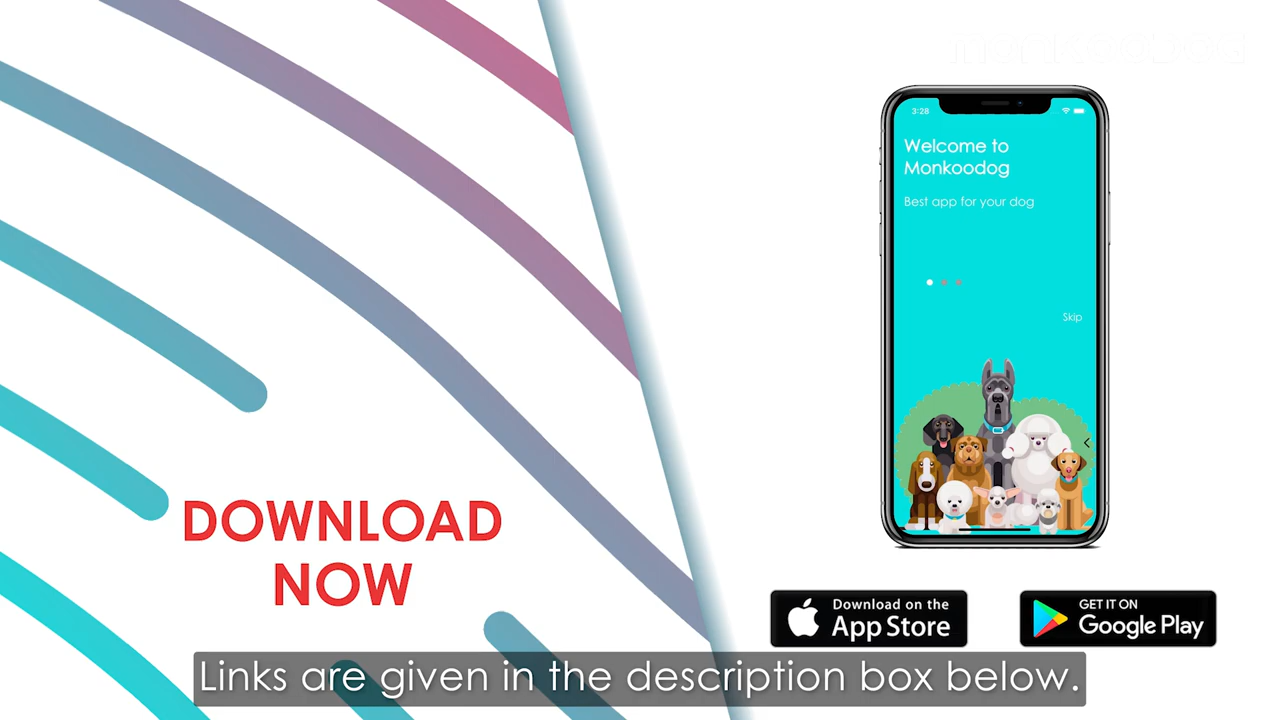 monkoodog
3:28
Welcome to
Monkoodog
Best app for your dog
Skip
DOWNLOAD
NOW
Download on the
App Store
GET IT ON
Google Play
Links are given in the description box below.